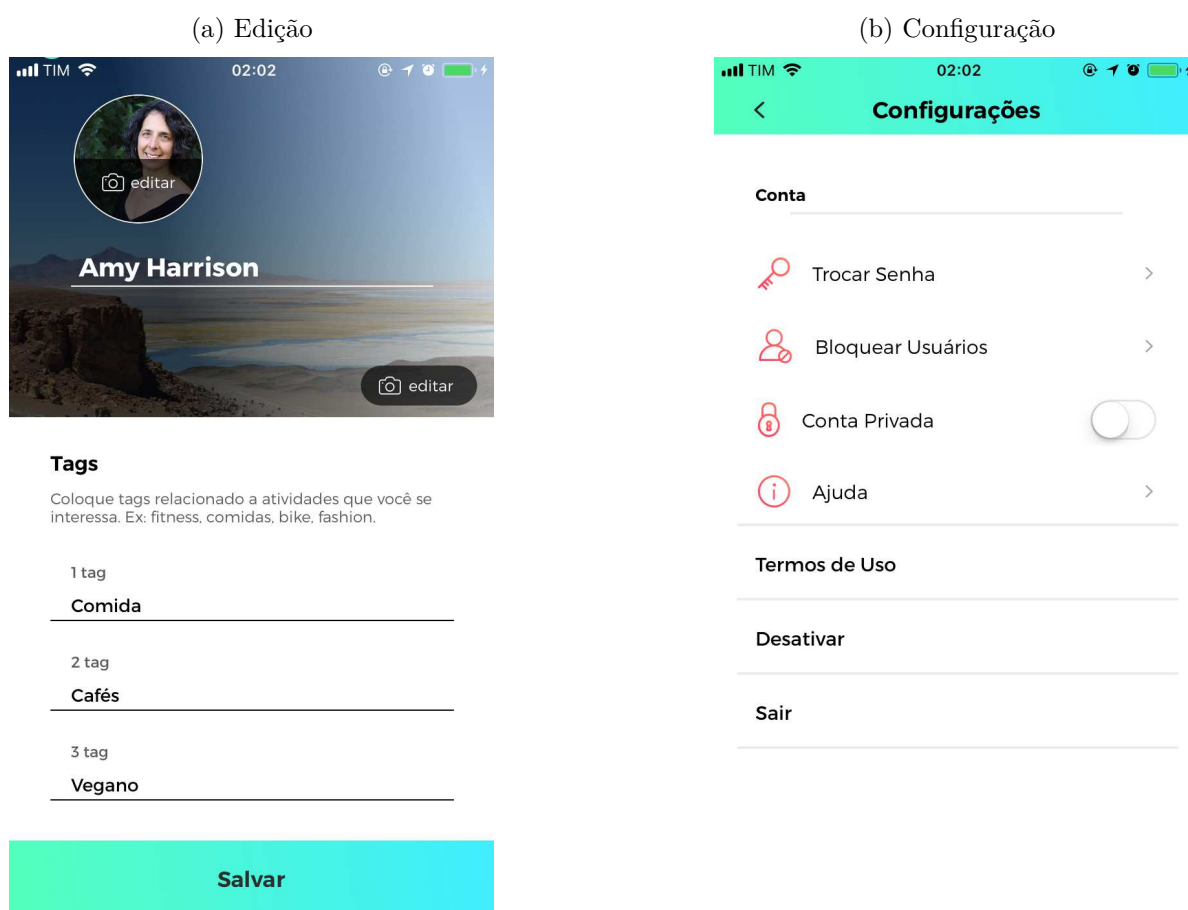 (a) Edição
TIM
02:02
editar
Amy Harrison
editar
Tags
Coloque tags relacionado a atividades que você se
interessa. Ex: fitness, comidas, bike, fashion.
1 tag
Comida
2 tag
Cafés
3 tag
Vegano
Salvar
(b) Configuração
TIM
02:02
Configurações
Conta
Trocar Senha
Bloquear Usuários
Conta Privada
Ajuda
Termos de Uso
Desativar
Sair